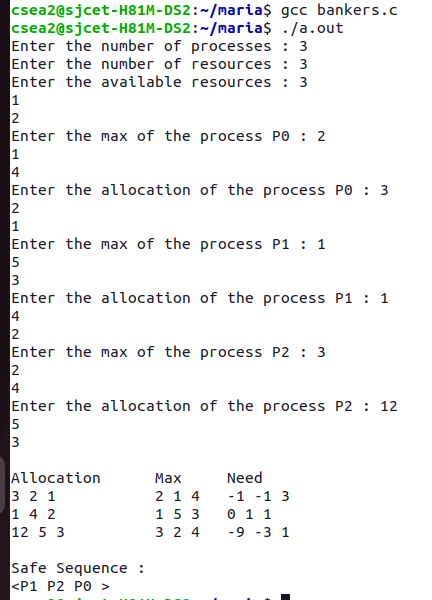 csea2@sjcet-H81M-DS2:~/maria$ gcc bankers.c
csea2@sjcet-H81M-DS2:~/maria$ ./a.out
Enter the number of processes : 3
Enter the number of resources : 3
Enter the available resources : 3
1
2
Enter the max of the process P0 : 2
1
4
Enter the allocation of the process P0 : 3
2
1
Enter the max of the process P1 : 1
5
3
Enter the allocation of the process P1 : 1
4
2
Enter the max of the process P2 : 3
2
4
Enter the allocation of the process P2 : 12
5
3
Allocation Max Need
3 2 1 2 1 4 -1 -1 3
1 4 2 1 5 3 0 1 1
12 5 3 3 2 4 -9 -3 1
Safe Sequence :
<P1 P2 P0 >